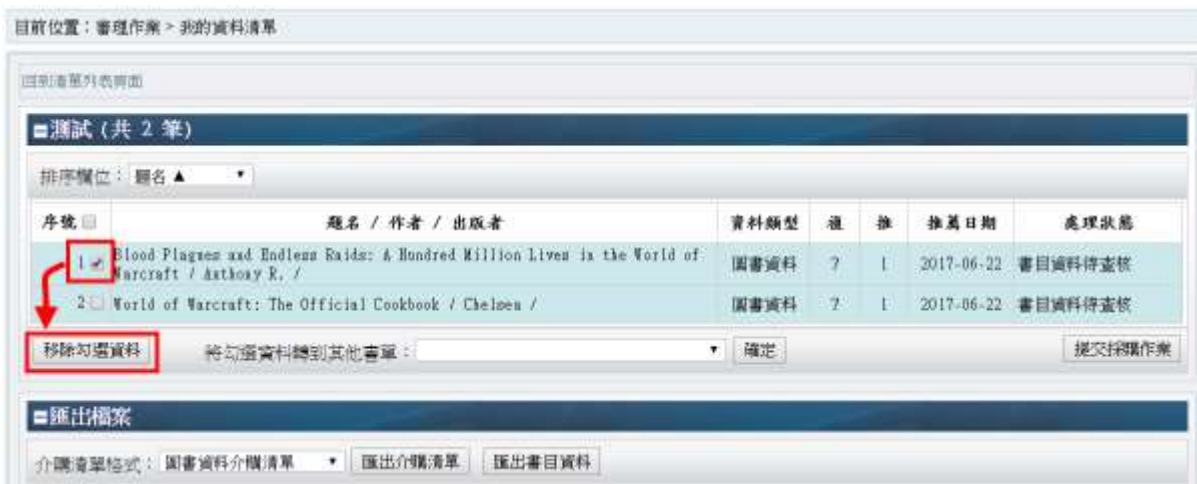 目前位置：審理作業 > 我的資料清單
回到清單列表頁面
測試 (共 2 筆)
排序欄位：題名▲
序號 題名 / 作者 / 出版者 資料類型 複 推 推薦日期 處理狀態
1 Blood Plagues and Endless Raids: A Hundred Million Lives in the World of
Warcraft / Anthony R. / 圖書資料 ? 1 2017-06-22 書目資料待查核
2 World of Warcraft: The Official Cookbook / Chelsea / 圖書資料 ? 1 2017-06-22 書目資料待查核
移除勾選資料 將勾選資料轉到其他書單： 確定 提交採購作業
匯出檔案
介購清單格式：圖書資料介購清單 匯出介購清單 匯出書目資料